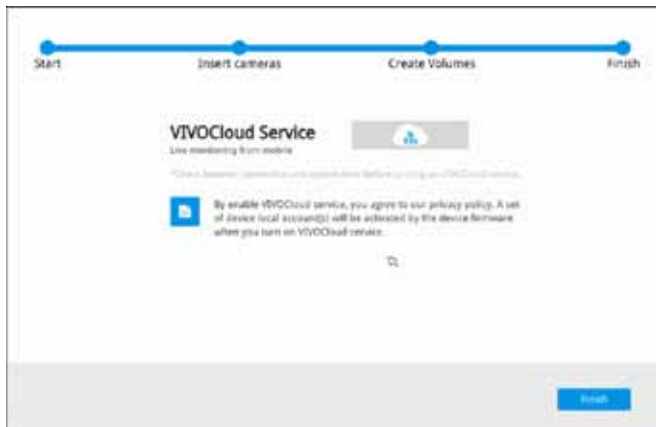 Start Insert cameras Create Volumes Finish
VIVOCloud Service
Live monitoring from mobile
By enable VIVOCloud service, you agree to our privacy policy. A set
of device local account(s) will be activated by the device firmware
when you turn on VIVOCloud service.
Finish